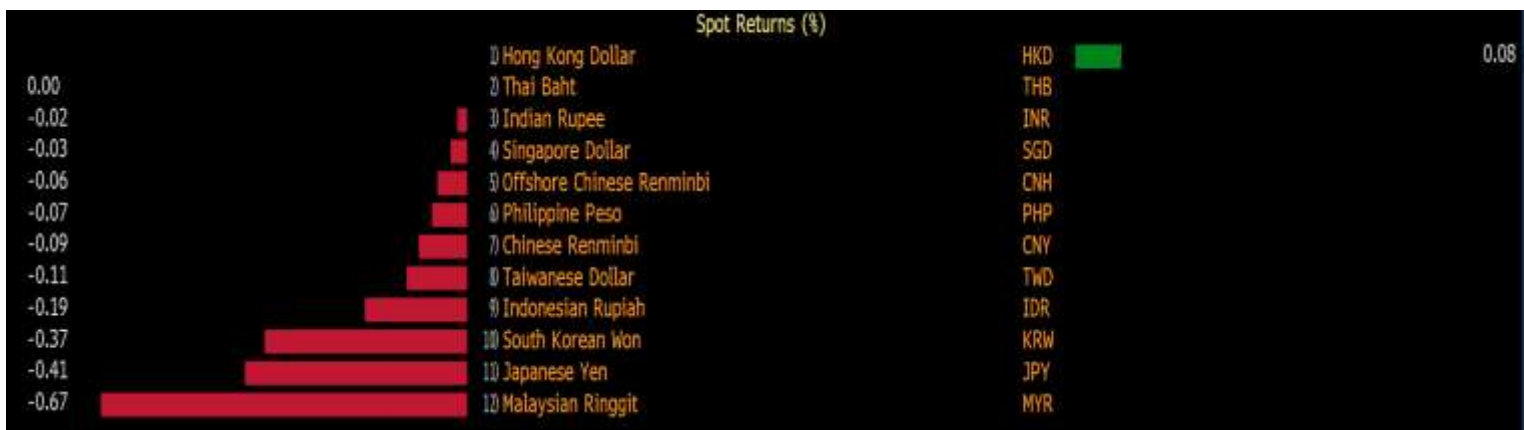 Spot Returns (%)
1) Hong Kong Dollar HKD 0.08
0.00 2) Thai Baht THB
-0.02 3) Indian Rupee INR
-0.03 4) Singapore Dollar SGD
-0.06 5) Offshore Chinese Renminbi CNH
-0.07 6) Philippine Peso PHP
-0.09 7) Chinese Renminbi CNY
-0.11 8) Taiwanese Dollar TWD
-0.19 9) Indonesian Rupiah IDR
-0.37 10) South Korean Won KRW
-0.41 11) Japanese Yen JPY
-0.67 12) Malaysian Ringgit MYR